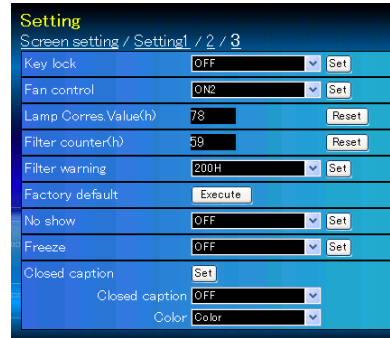 Setting
Screen setting / Setting1 / 2 / 3
Key lock OFF Set
Fan control ON2 Set
Lamp Corres.Value(h) 78 Reset
Filter counter(h) 59 Reset
Filter warning 200H Set
Factory default Execute
No show OFF Set
Freeze OFF Set
Closed caption Set
Closed caption OFF
Color Color